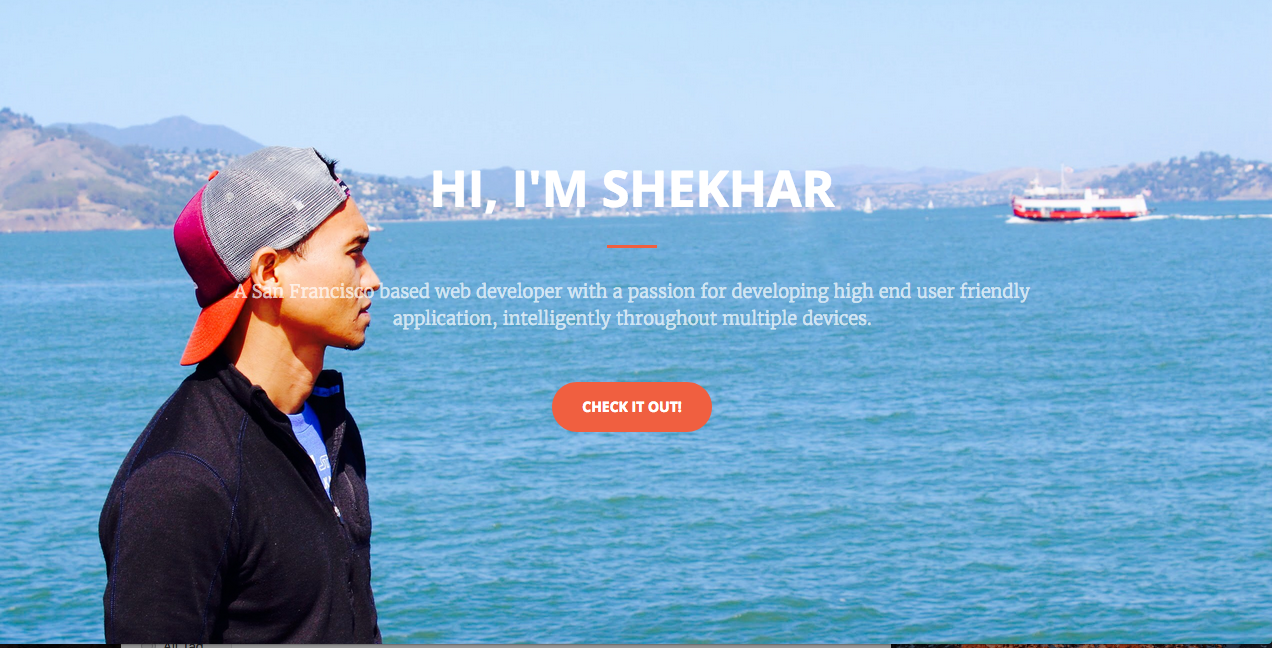 HI, I'M SHEKHAR
A San Francisco based web developer with a passion for developing high end user friendly
application, intelligently throughout multiple devices.
CHECK IT OUT!